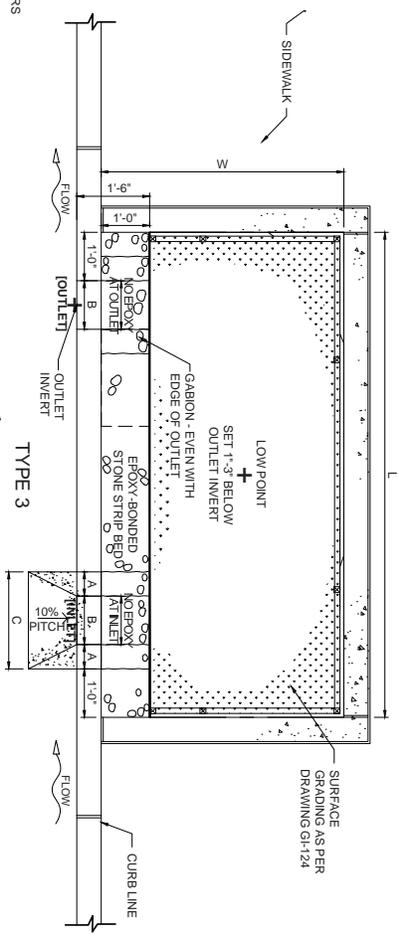 RS
SIDEWALK
W
1'-6"
1'-0"
FLOW
L
1'-0"
B
NO EPOXY
AT OUTLET
[OUTLET]
OUTLET
INVERT
GABION - EVEN WITH
EDGE OF OUTLET
LOW POINT
SET 1"-3" BELOW
OUTLET INVERT
EPOXY-BONDED
STONE STRIP BED
TYPE 3
A
B
A
C
NO EPOXY
AT INLET
[INLET]
10%
PITCH
1'-0"
SURFACE
GRADING AS PER
DRAWING GI-124
FLOW
CURB LINE